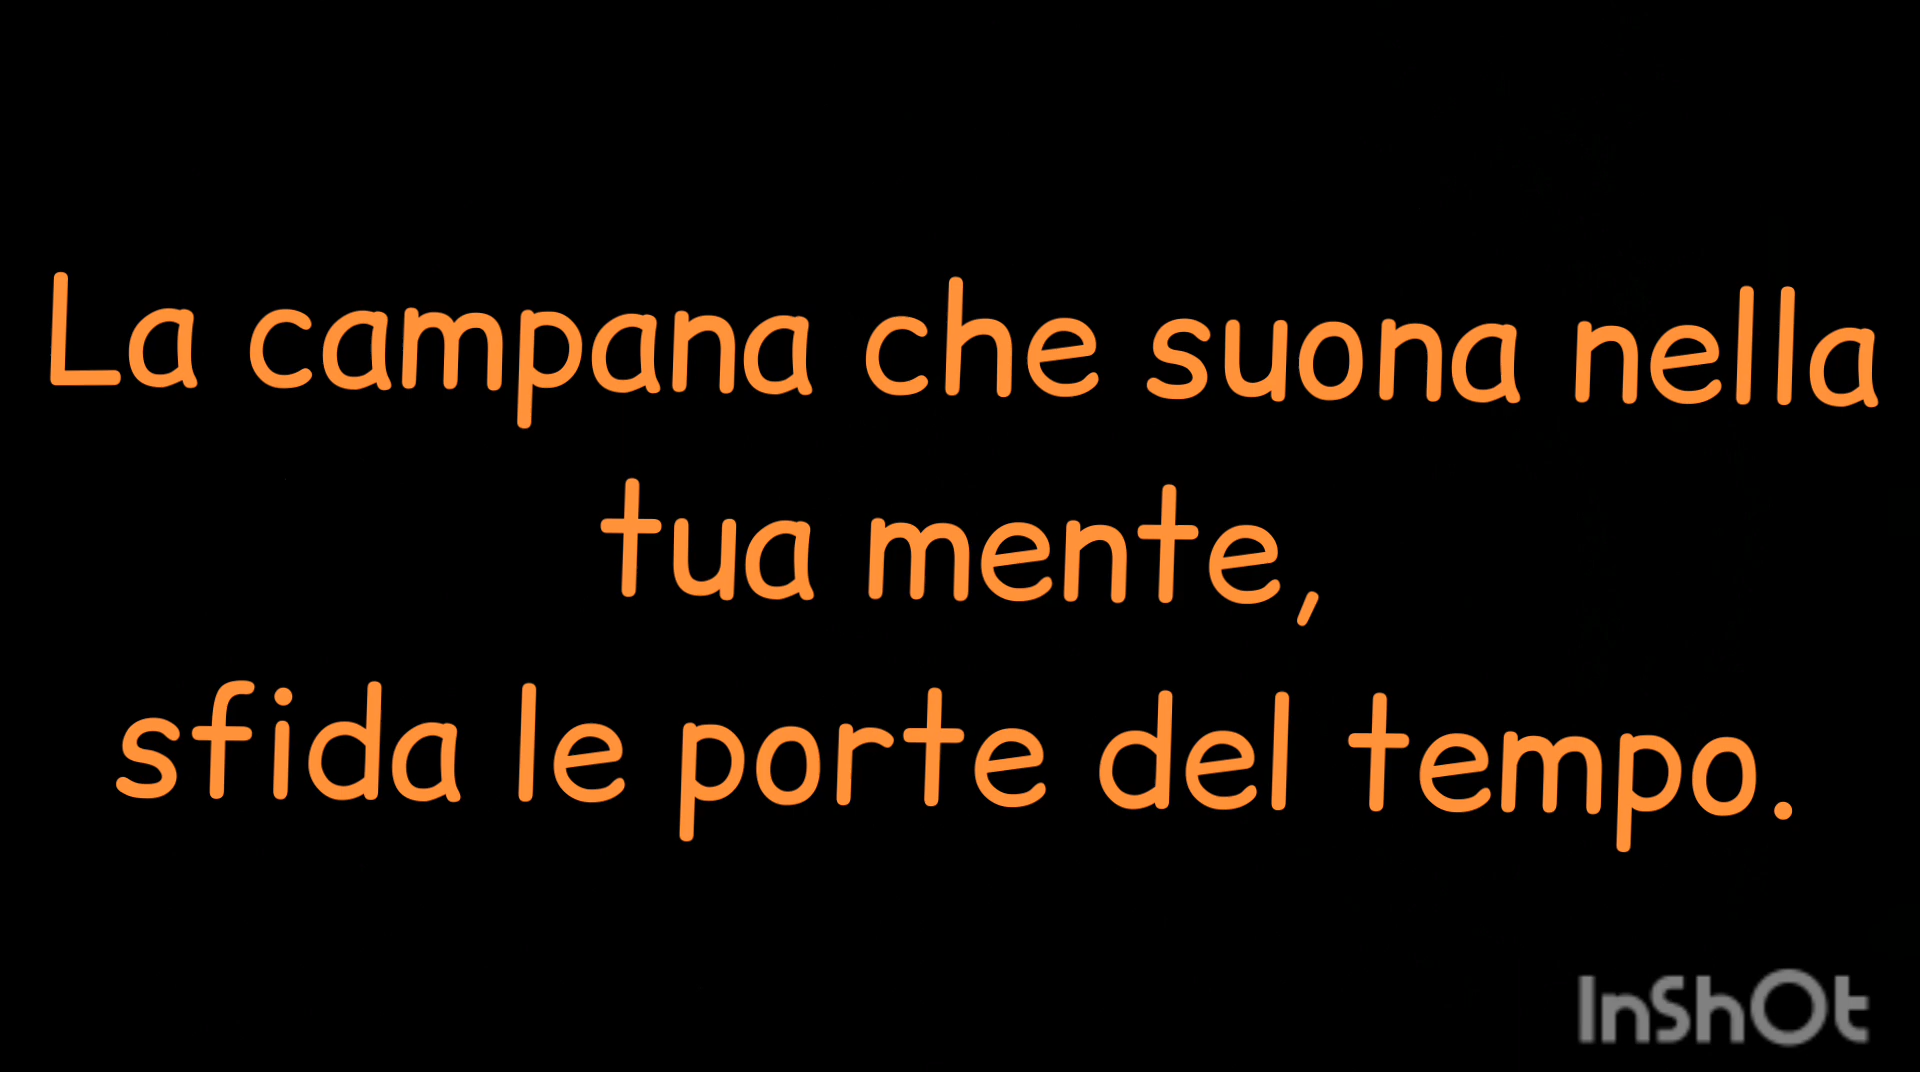 La campana che suona nella
tua mente,
sfida le porte del tempo.
InShOt